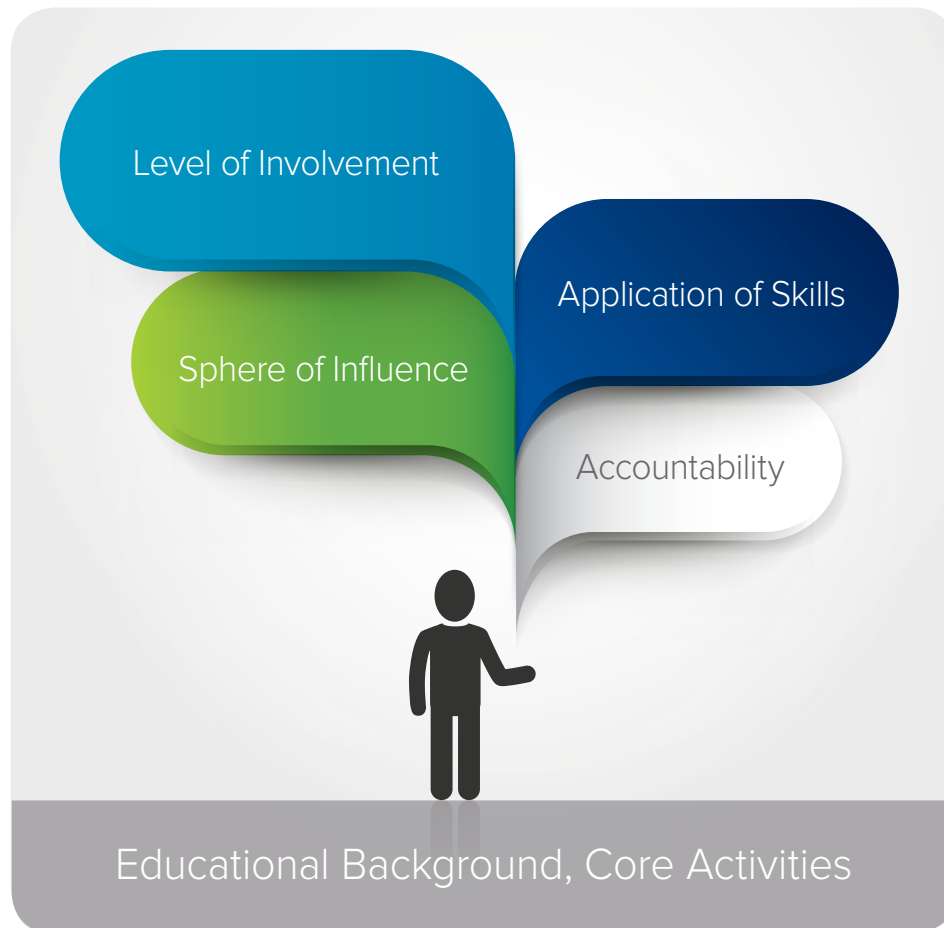 Level of Involvement
Application of Skills
Sphere of Influence
Accountability
Educational Background, Core Activities